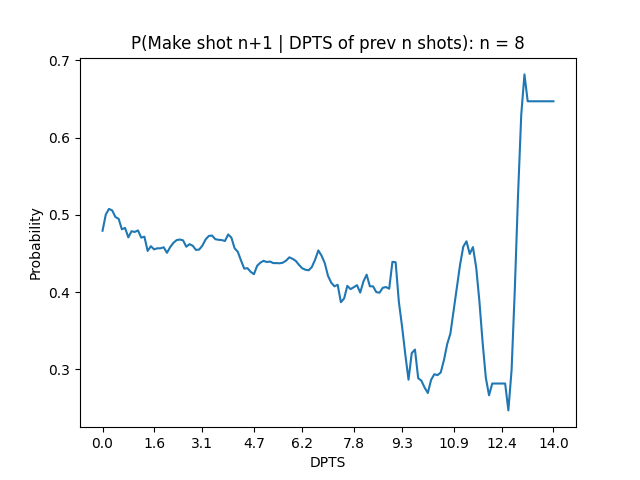 P(Make shot n+1 | DPTS of prev n shots): n = 8
0.7
0.6
0.5
0.4
0.3
Probability
0.0 1.6 3.1 4.7 6.2 7.8 9.3 10.9 12.4 14.0
DPTS